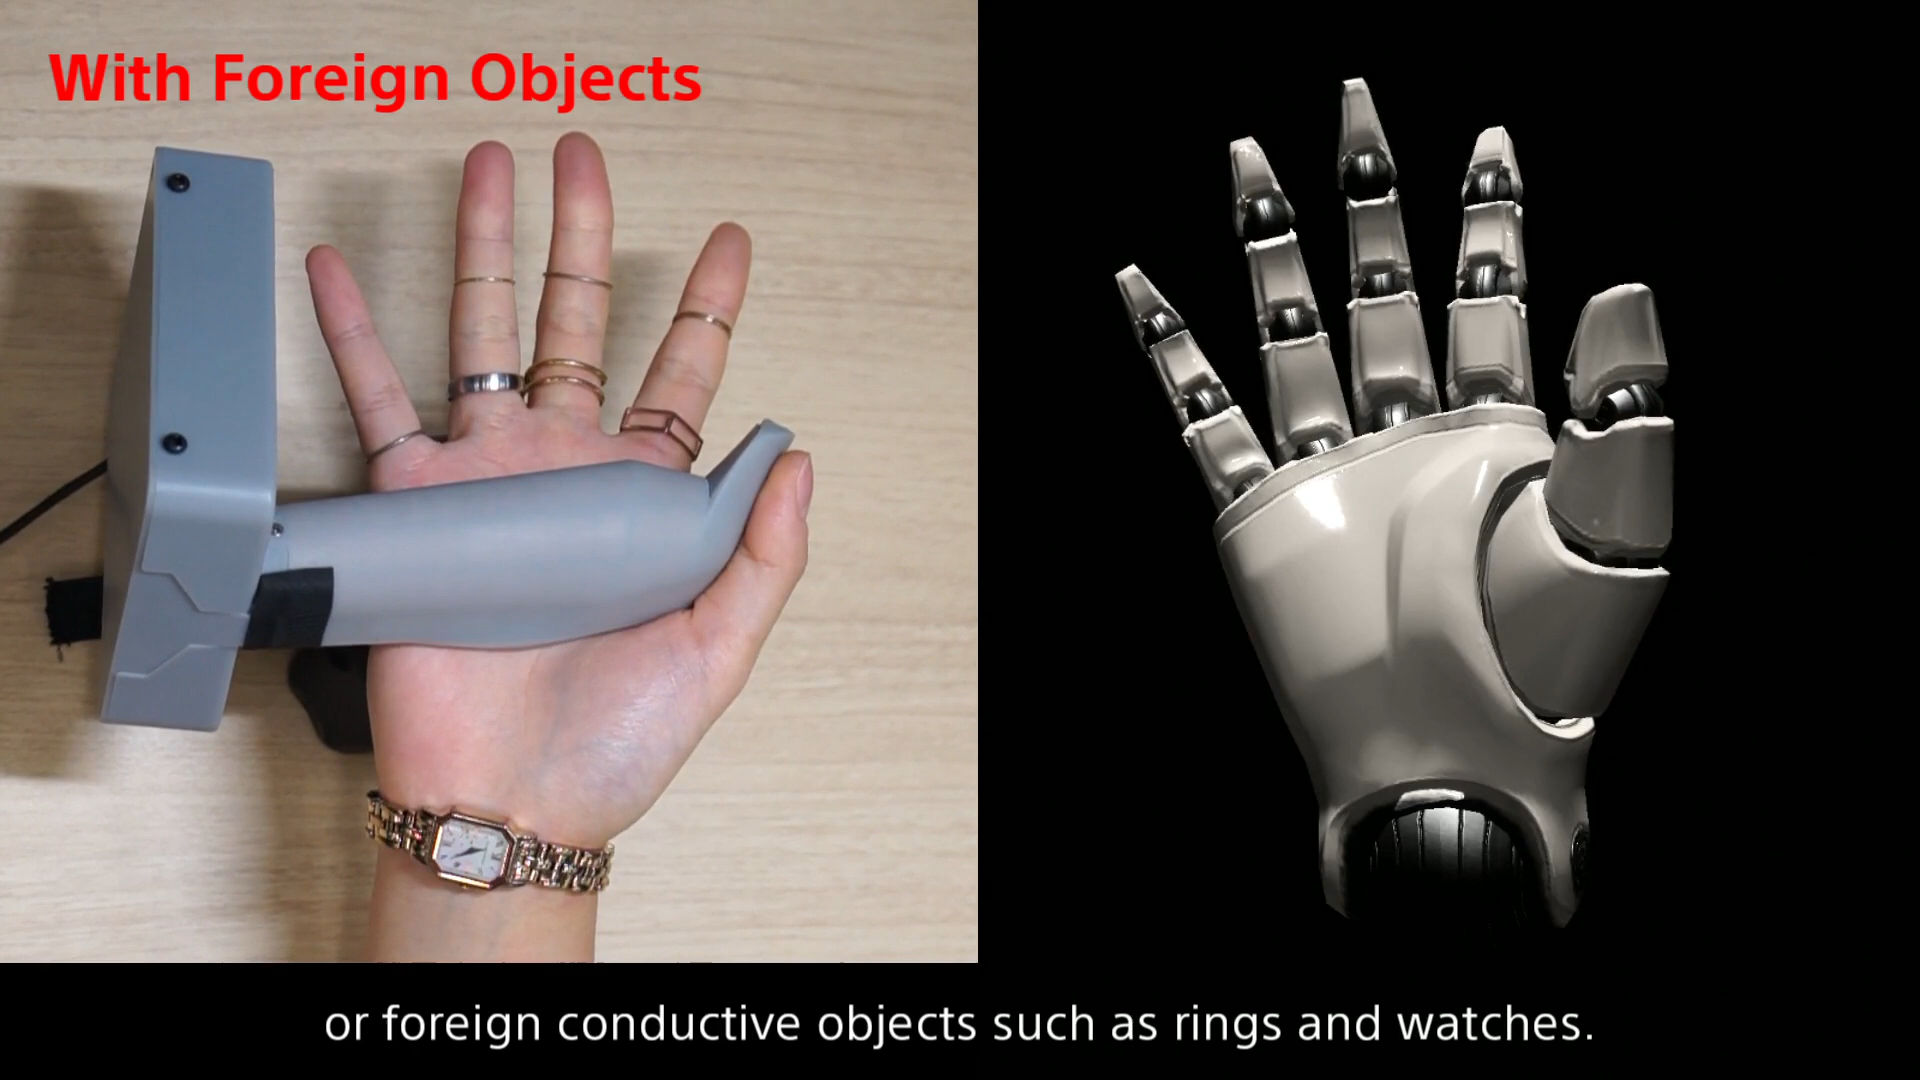 With Foreign Objects
or foreign conductive objects such as rings and watches.